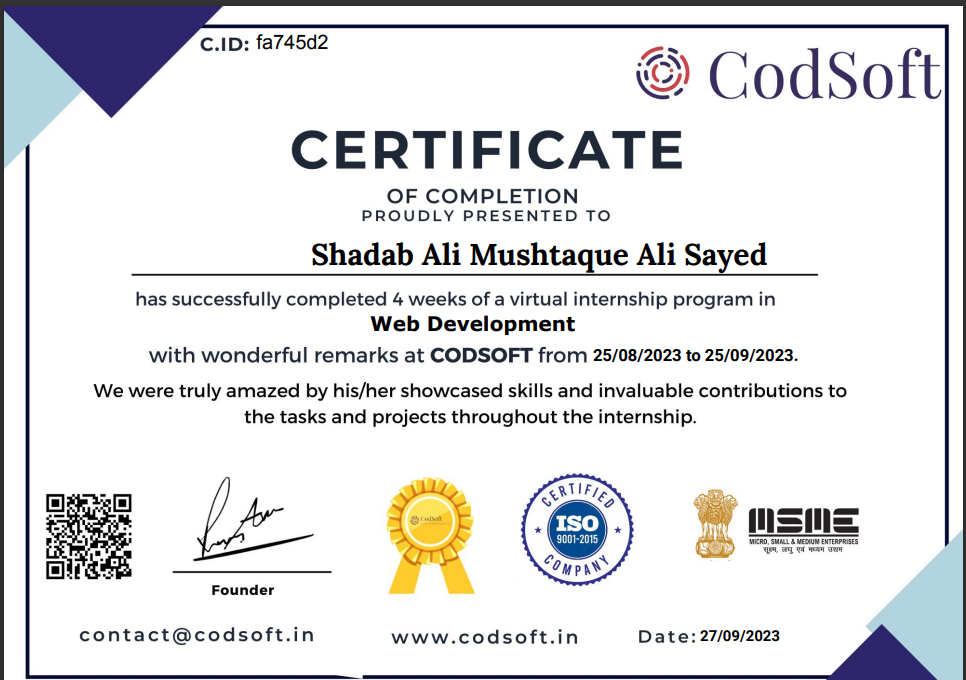 C.ID: fa745d2
CodSoft
CERTIFICATE
OF COMPLETION
PROUDLY PRESENTED TO
Shadab Ali Mushtaque Ali Sayed
has successfully completed 4 weeks of a virtual internship program in
Web Development
with wonderful remarks at CODSOFT from 25/08/2023 to 25/09/2023.
We were truly amazed by his/her showcased skills and invaluable contributions to
the tasks and projects throughout the internship.
Founder
CodSoft
CERTIFIED
ISO
9001-2015
COMPANY
MSME
MICRO, SMALL & MEDIUM ENTERPRISES
सूक्ष्म, लघु एवं मध्यम उद्यम
contact@codsoft.in
www.codsoft.in
Date: 27/09/2023